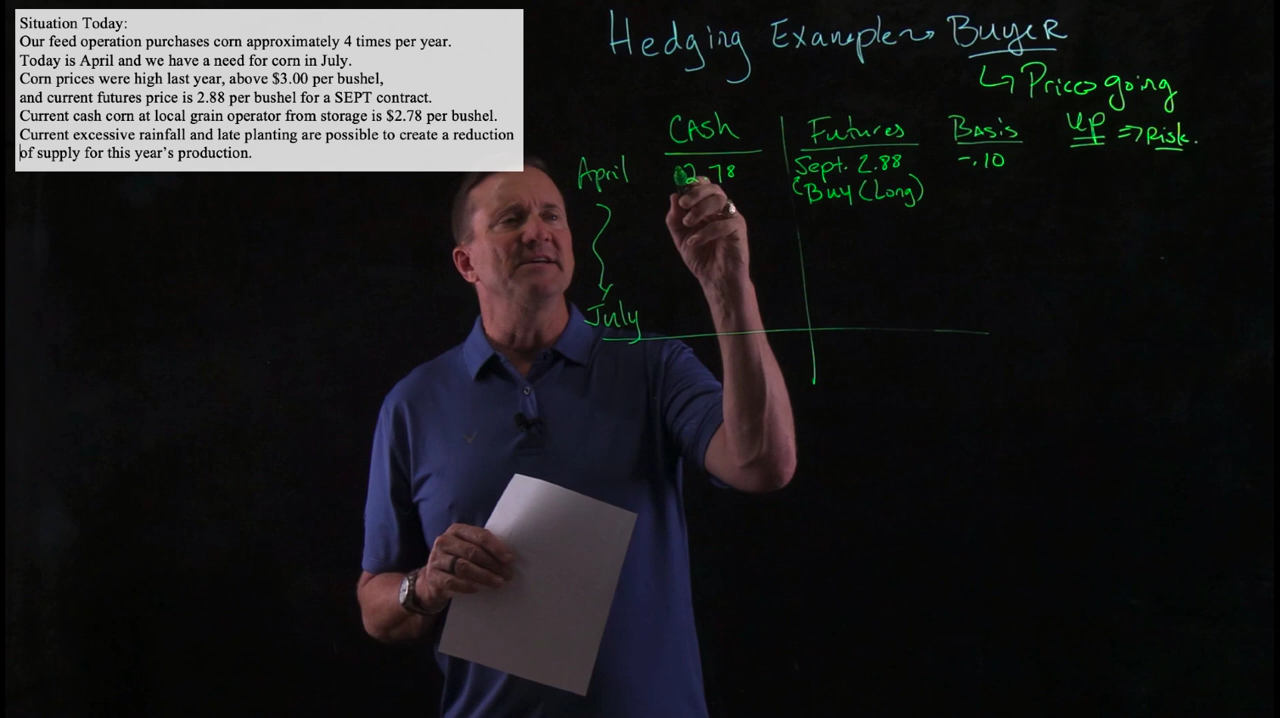 Situation Today:
Our feed operation purchases corn approximately 4 times per year.
Today is April and we have a need for corn in July.
Corn prices were high last year, above $3.00 per bushel,
and current futures price is 2.88 per bushel for a SEPT contract.
Current cash corn at local grain operator from storage is $2.78 per bushel.
Current excessive rainfall and late planting are possible to create a reduction
of supply for this year's production.
Hedging Example → Buyer
↳ Prices going
up ⇒ Risk.
CAsh Futures Basis
April 2.78 Sept. 2.88 -.10
(Buy (Long)
July